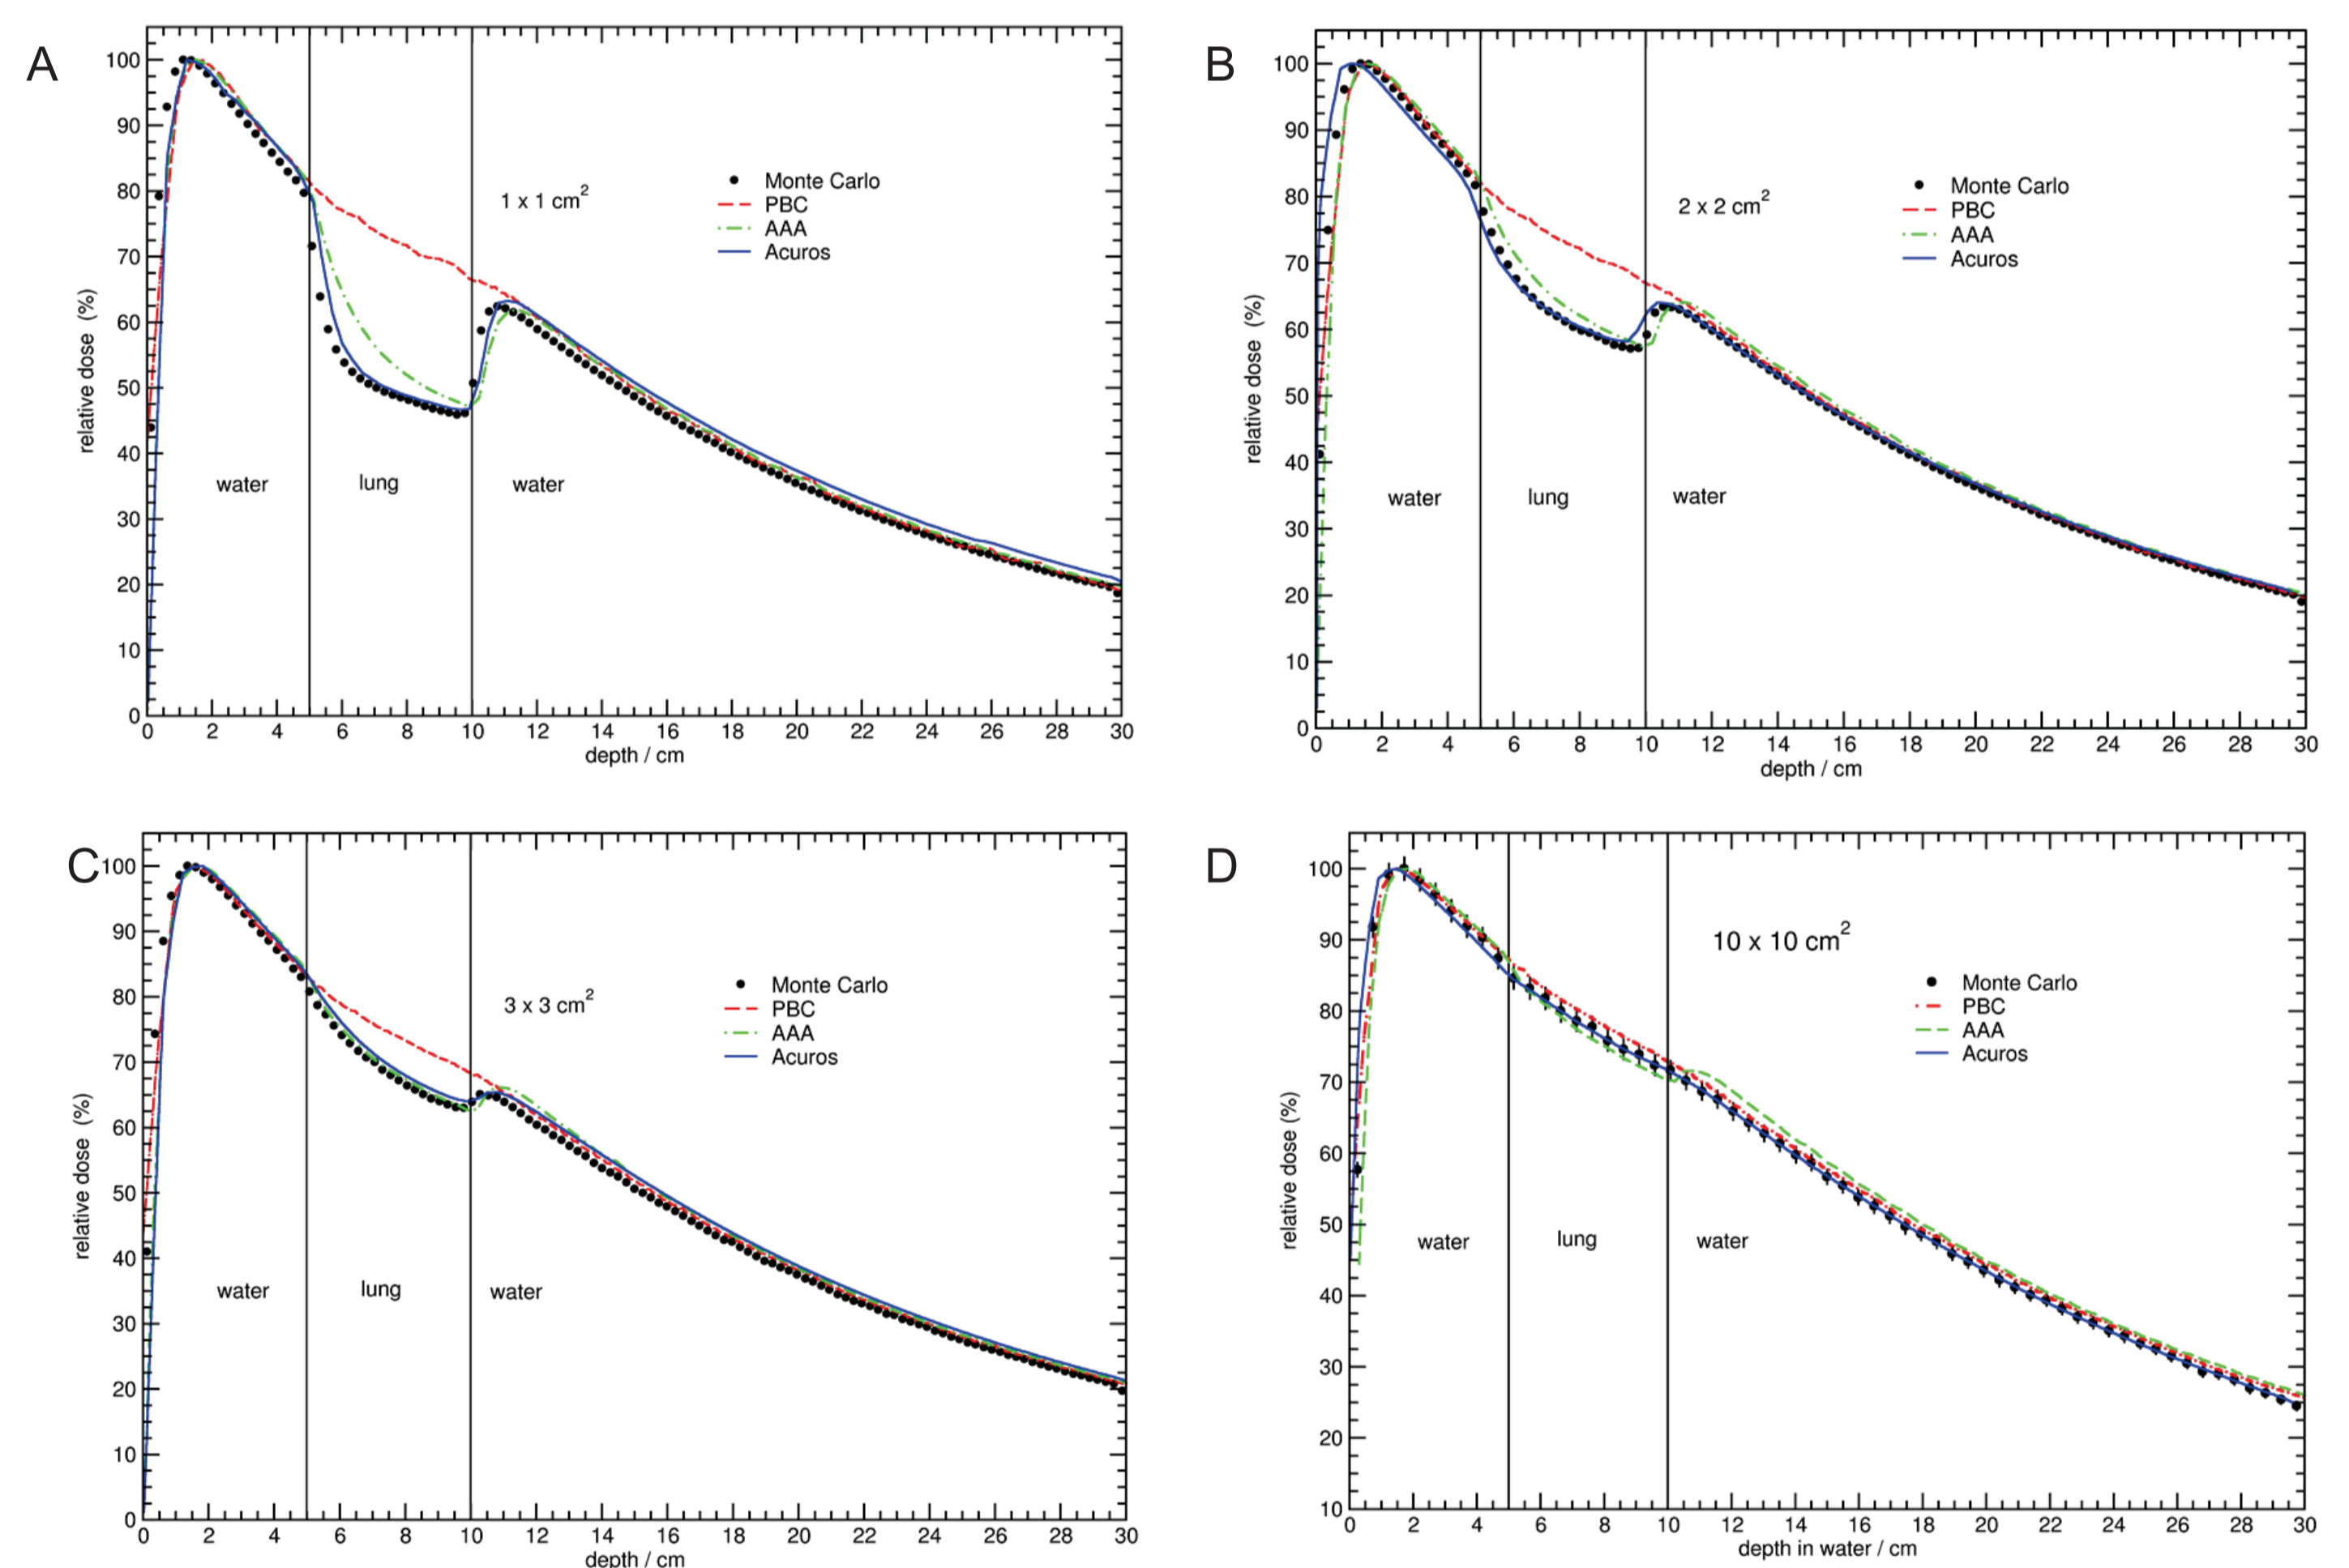 A
100
90
80
70
60
50
40
30
20
10
0
relative dose (%)
1 x 1 cm²
Monte Carlo
PBC
AAA
Acuros
water lung water
0 2 4 6 8 10 12 14 16 18 20 22 24 26 28 30
depth / cm
B
100
90
80
70
60
50
40
30
20
10
0
relative dose (%)
2 x 2 cm²
Monte Carlo
PBC
AAA
Acuros
water lung water
0 2 4 6 8 10 12 14 16 18 20 22 24 26 28 30
depth / cm
C
100
90
80
70
60
50
40
30
20
10
0
relative dose (%)
3 x 3 cm²
Monte Carlo
PBC
AAA
Acuros
water lung water
0 2 4 6 8 10 12 14 16 18 20 22 24 26 28 30
depth / cm
D
100
90
80
70
60
50
40
30
20
10
relative dose (%)
10 x 10 cm²
Monte Carlo
PBC
AAA
Acuros
water lung water
0 2 4 6 8 10 12 14 16 18 20 22 24 26 28 30
depth in water / cm